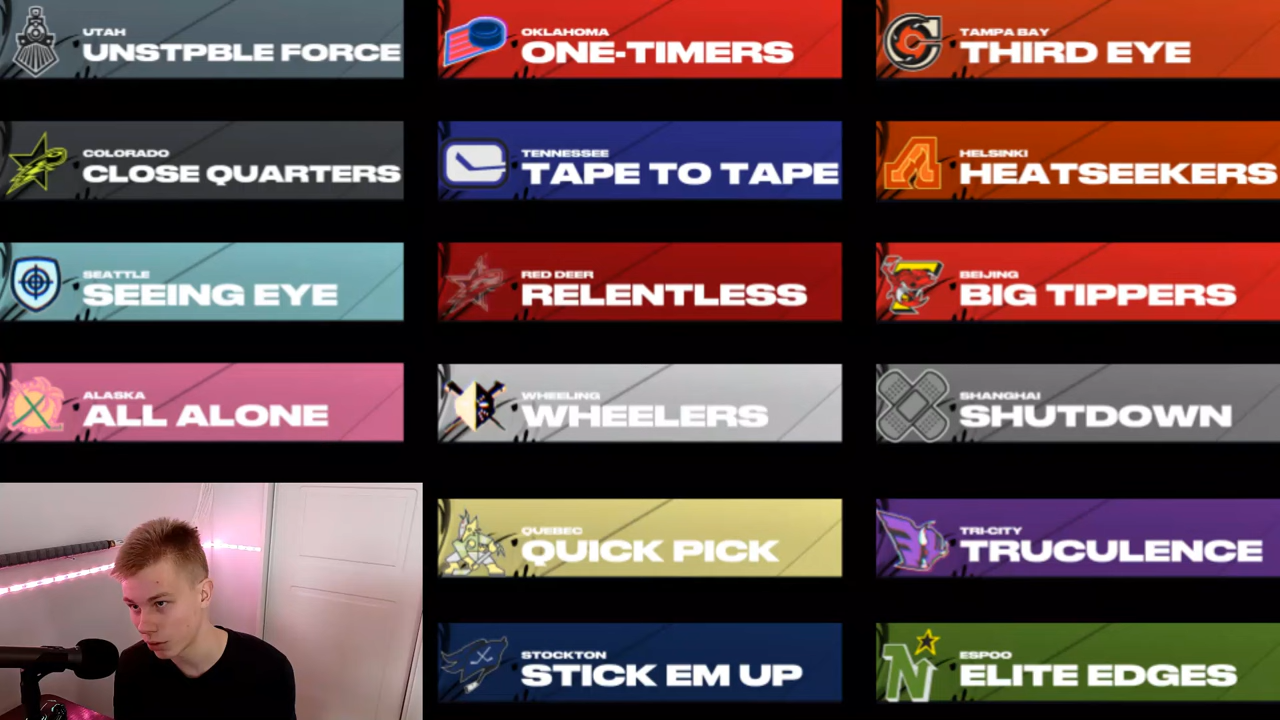 UTAH
UNSTPBLE FORCE
OKLAHOMA
ONE-TIMERS
TAMPA BAY
THIRD EYE
COLORADO
CLOSE QUARTERS
TENNESSEE
TAPE TO TAPE
HELSINKI
HEATSEEKERS
SEATTLE
SEEING EYE
RED DEER
RELENTLESS
BEIJING
BIG TIPPERS
ALASKA
ALL ALONE
WHEELING
WHEELERS
SHANGHAI
SHUTDOWN
QUEBEC
QUICK PICK
TRI-CITY
TRUCULENCE
STOCKTON
STICK EM UP
ESPOO
ELITE EDGES